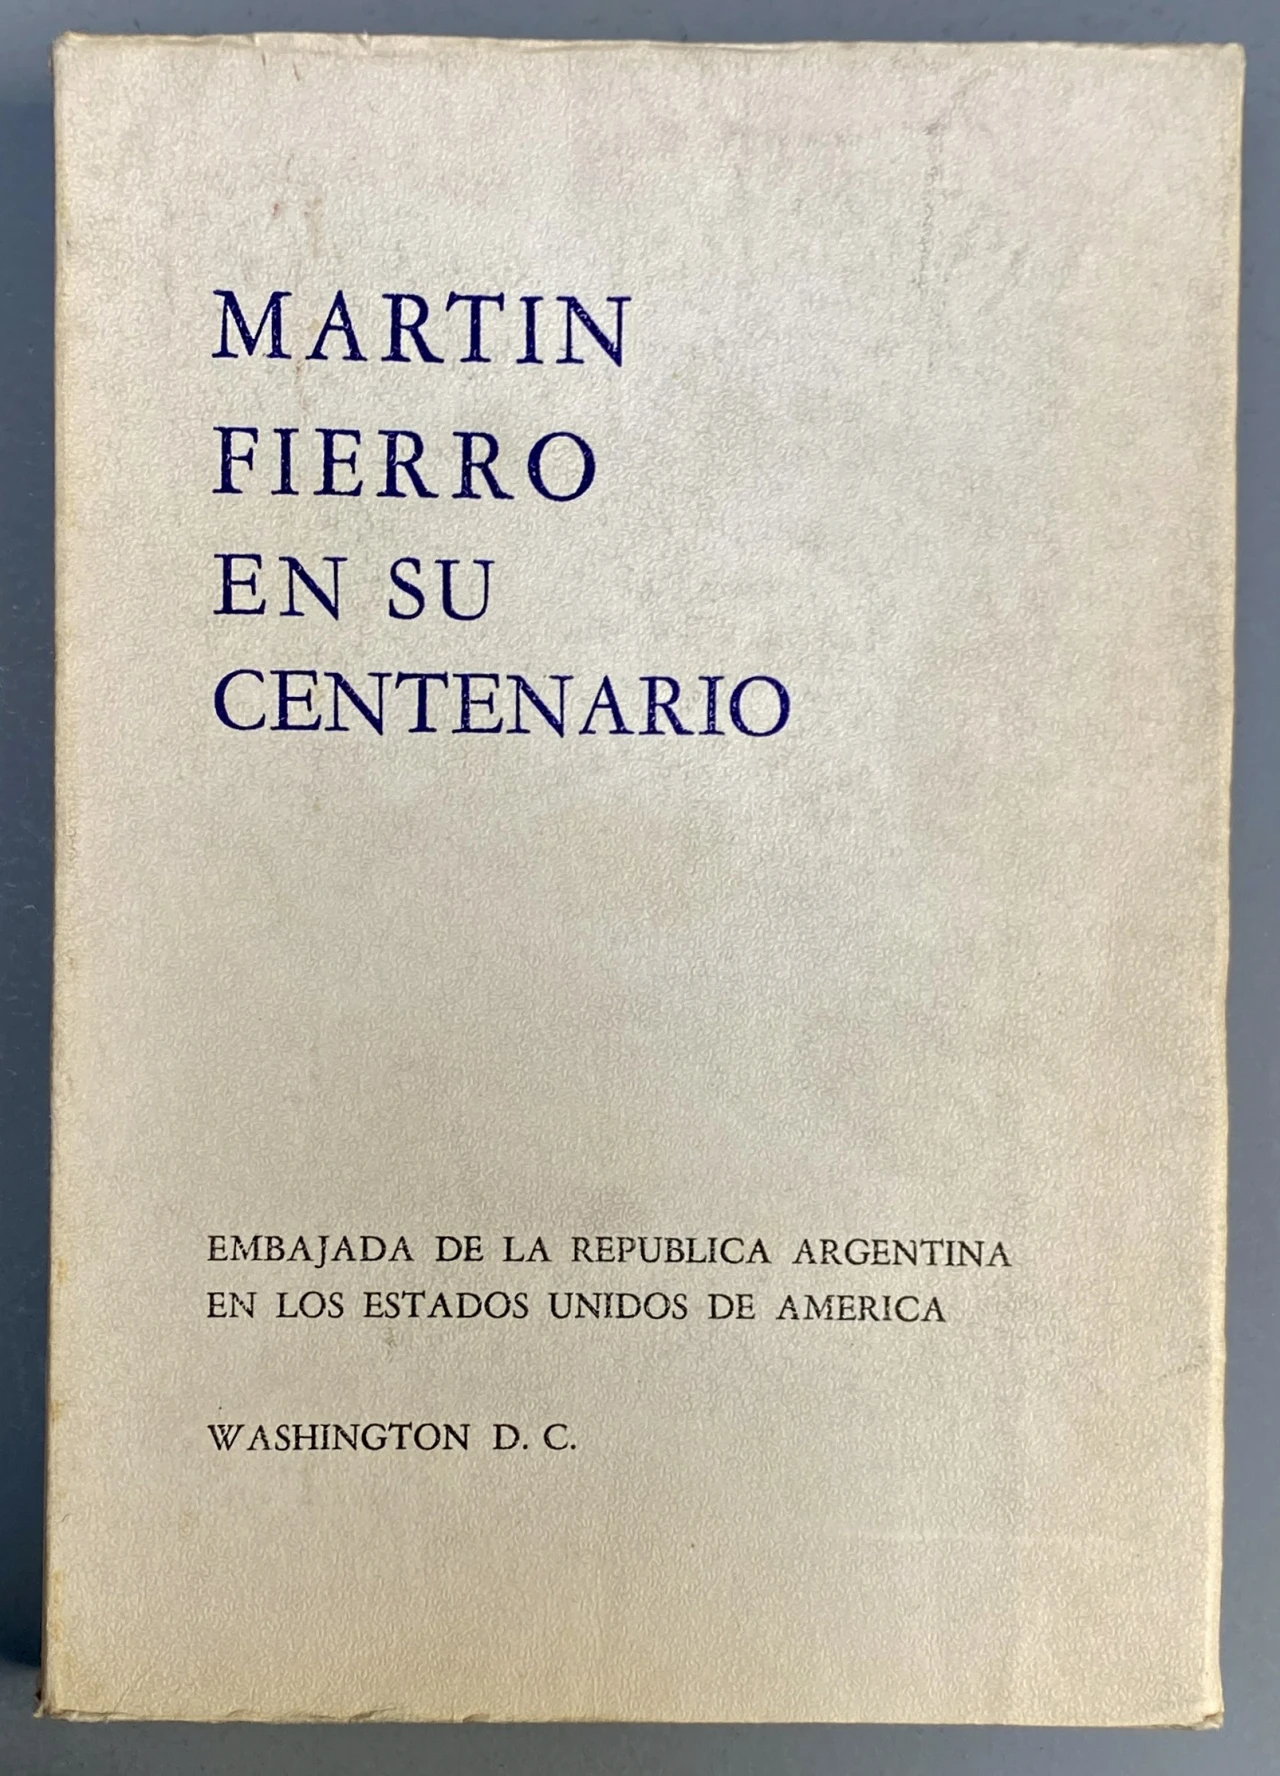 MARTIN
FIERRO
EN SU
CENTENARIO
EMBAJADA DE LA REPUBLICA ARGENTINA
EN LOS ESTADOS UNIDOS DE AMERICA
WASHINGTON D. C.